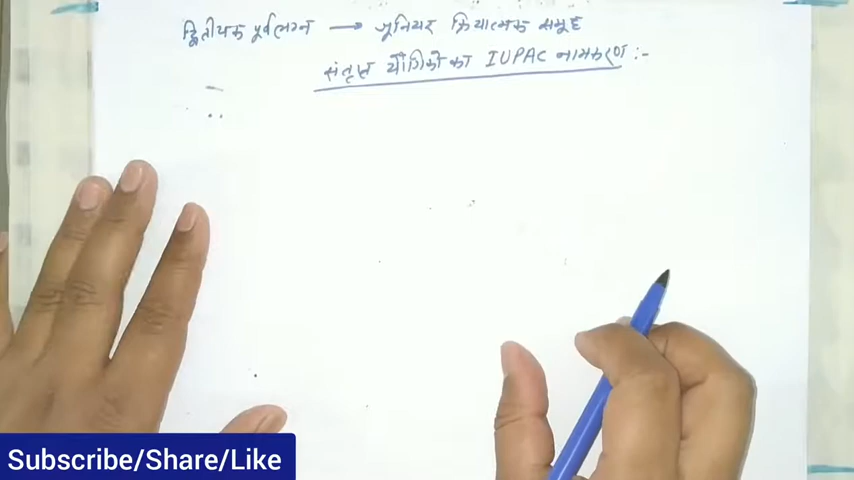 द्वितीयक पूर्वलग्न → जूनियर क्रियात्मक समूह
संतृप्त यौगिकों का IUPAC नामकरण :-
Subscribe/Share/Like